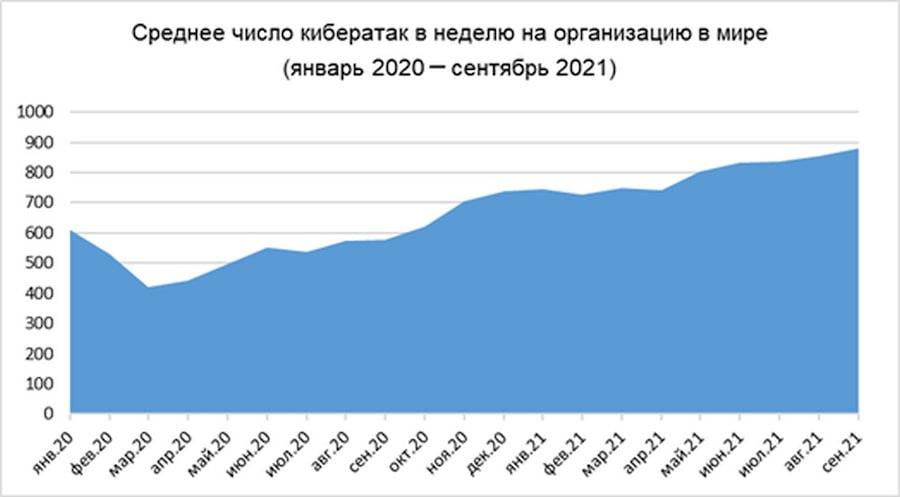 Среднее число кибератак в неделю на организацию в мире
(январь 2020 – сентябрь 2021)
1000
900
800
700
600
500
400
300
200
100
0
янв.20
фев.20
мар.20
апр.20
май.20
июн.20
июл.20
авг.20
сен.20
окт.20
ноя.20
дек.20
янв.21
фев.21
мар.21
апр.21
май.21
июн.21
июл.21
авг.21
сен.21